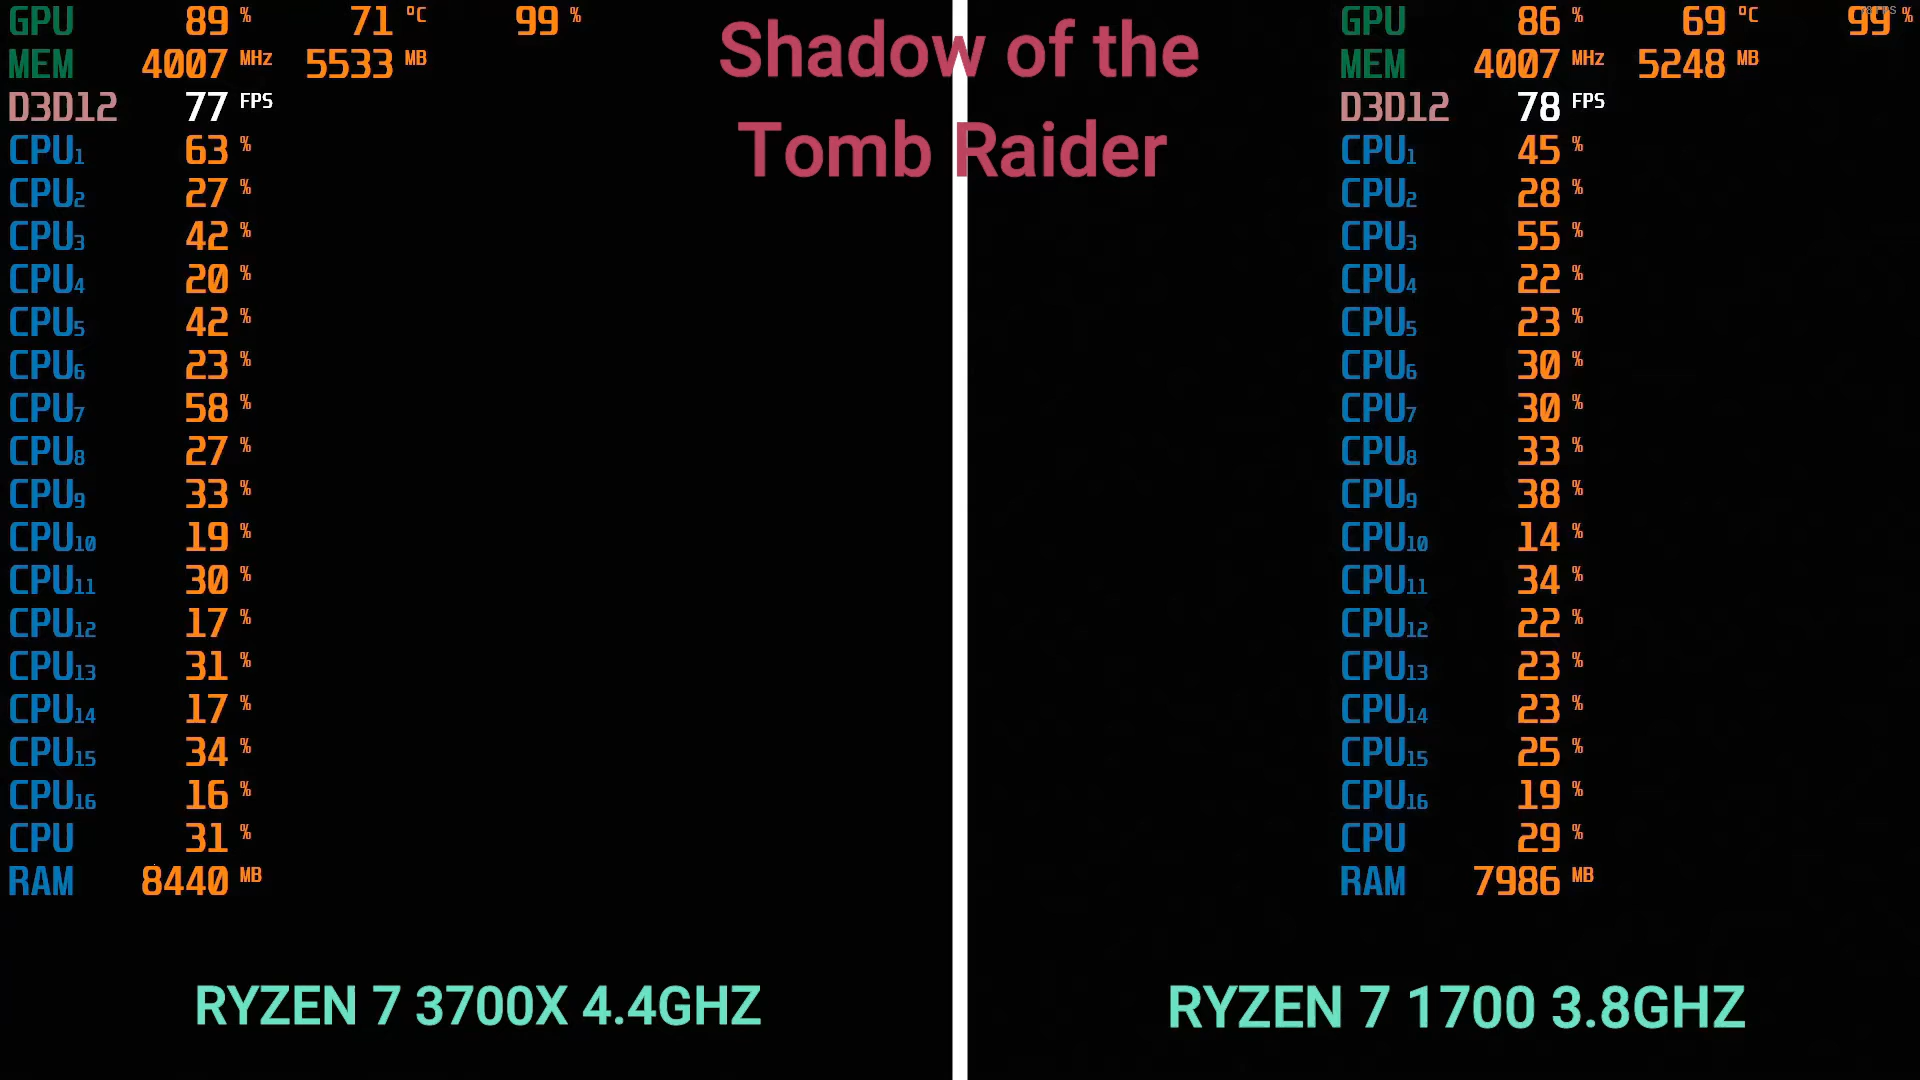 Shadow of the
Tomb Raider
GPU 89 % 71 °C 99 %
MEM 4007 MHz 5533 MB
D3D12 77 FPS
CPU1 63 %
CPU2 27 %
CPU3 42 %
CPU4 20 %
CPU5 42 %
CPU6 23 %
CPU7 58 %
CPU8 27 %
CPU9 33 %
CPU10 19 %
CPU11 30 %
CPU12 17 %
CPU13 31 %
CPU14 17 %
CPU15 34 %
CPU16 16 %
CPU 31 %
RAM 8440 MB
RYZEN 7 3700X 4.4GHZ
GPU 86 % 69 °C 99 %
MEM 4007 MHz 5248 MB
D3D12 78 FPS
CPU1 45 %
CPU2 28 %
CPU3 55 %
CPU4 22 %
CPU5 23 %
CPU6 30 %
CPU7 30 %
CPU8 33 %
CPU9 38 %
CPU10 14 %
CPU11 34 %
CPU12 22 %
CPU13 23 %
CPU14 23 %
CPU15 25 %
CPU16 19 %
CPU 29 %
RAM 7986 MB
RYZEN 7 1700 3.8GHZ